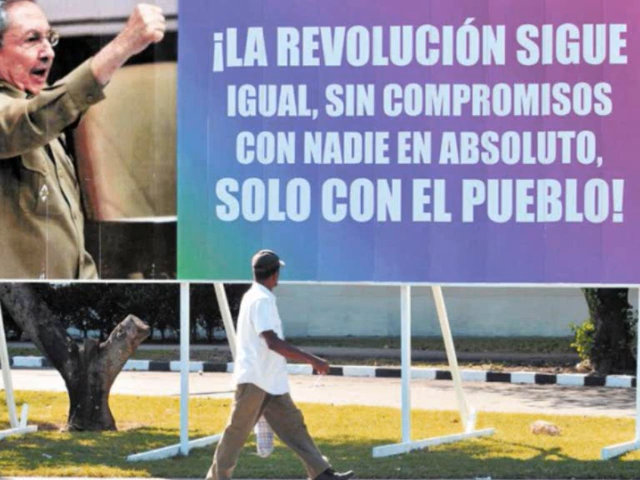 ¡LA REVOLUCIÓN SIGUE
IGUAL, SIN COMPROMISOS
CON NADIE EN ABSOLUTO,
SOLO CON EL PUEBLO!